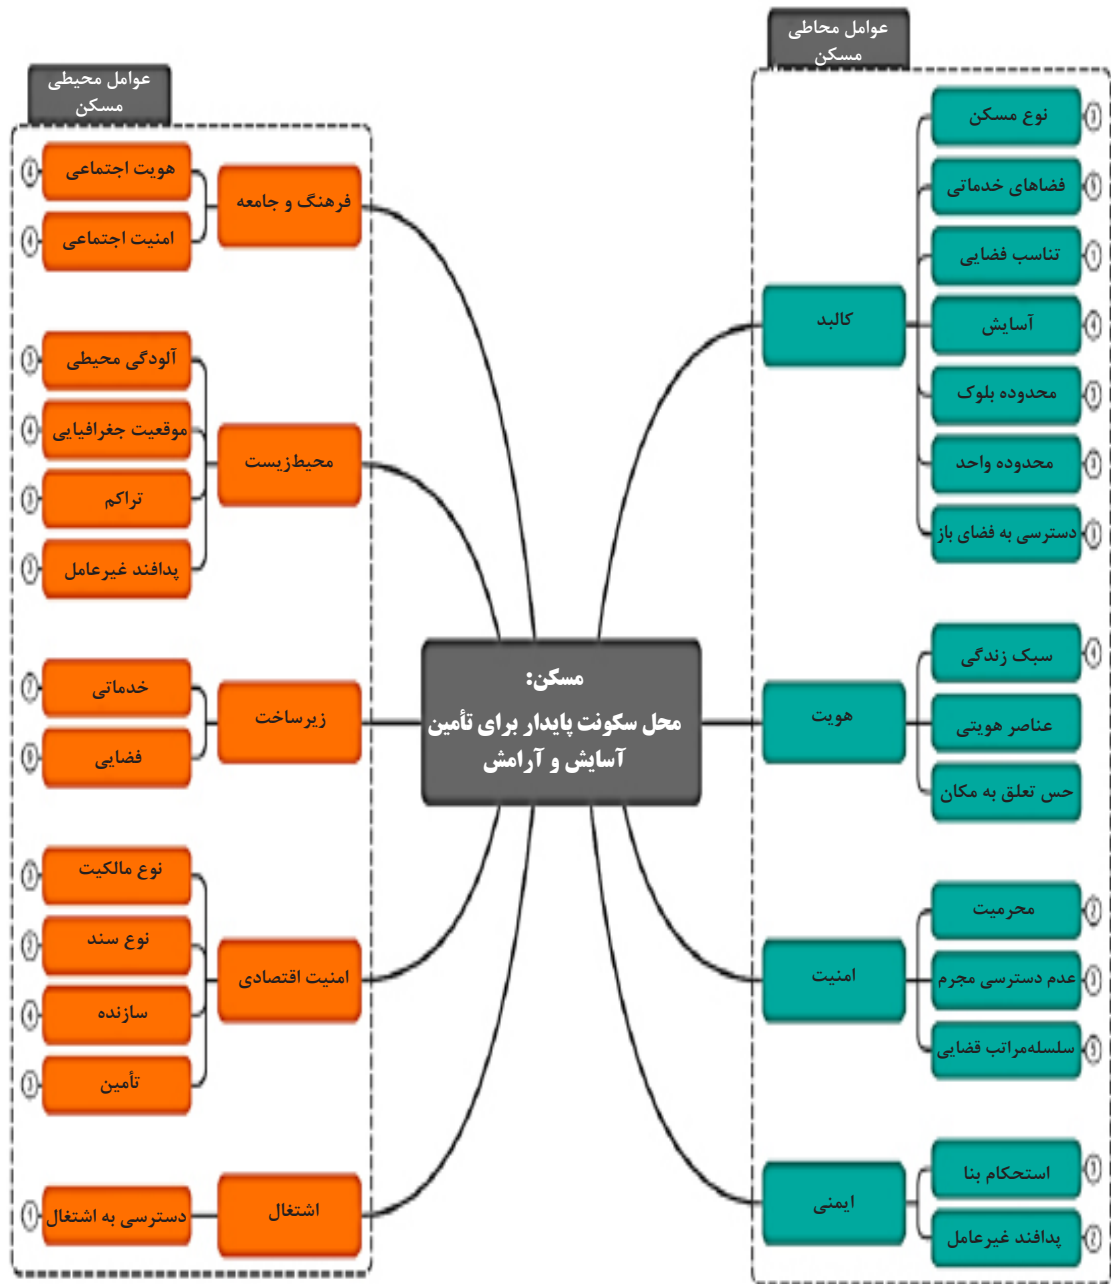 عوامل محاطی
مسکن
نوع مسکن
فضاهای خدماتی
تناسب فضایی
آسایش
محدوده بلوک
محدوده واحد
دسترسی به فضای باز
کالبد
سبک زندگی
عناصر هویتی
حس تعلق به مکان
هویت
محرمیت
عدم دسترسی مجرم
سلسله‌مراتب قضایی
امنیت
استحکام بنا
پدافند غیرعامل
ایمنی
مسکن:
محل سکونت پایدار برای تأمین
آسایش و آرامش
عوامل محیطی
مسکن
فرهنگ و جامعه
هویت اجتماعی
امنیت اجتماعی
محیط‌زیست
آلودگی محیطی
موقعیت جغرافیایی
تراکم
پدافند غیرعامل
زیرساخت
خدماتی
فضایی
امنیت اقتصادی
نوع مالکیت
نوع سند
سازنده
تأمین
اشتغال
دسترسی به اشتغال